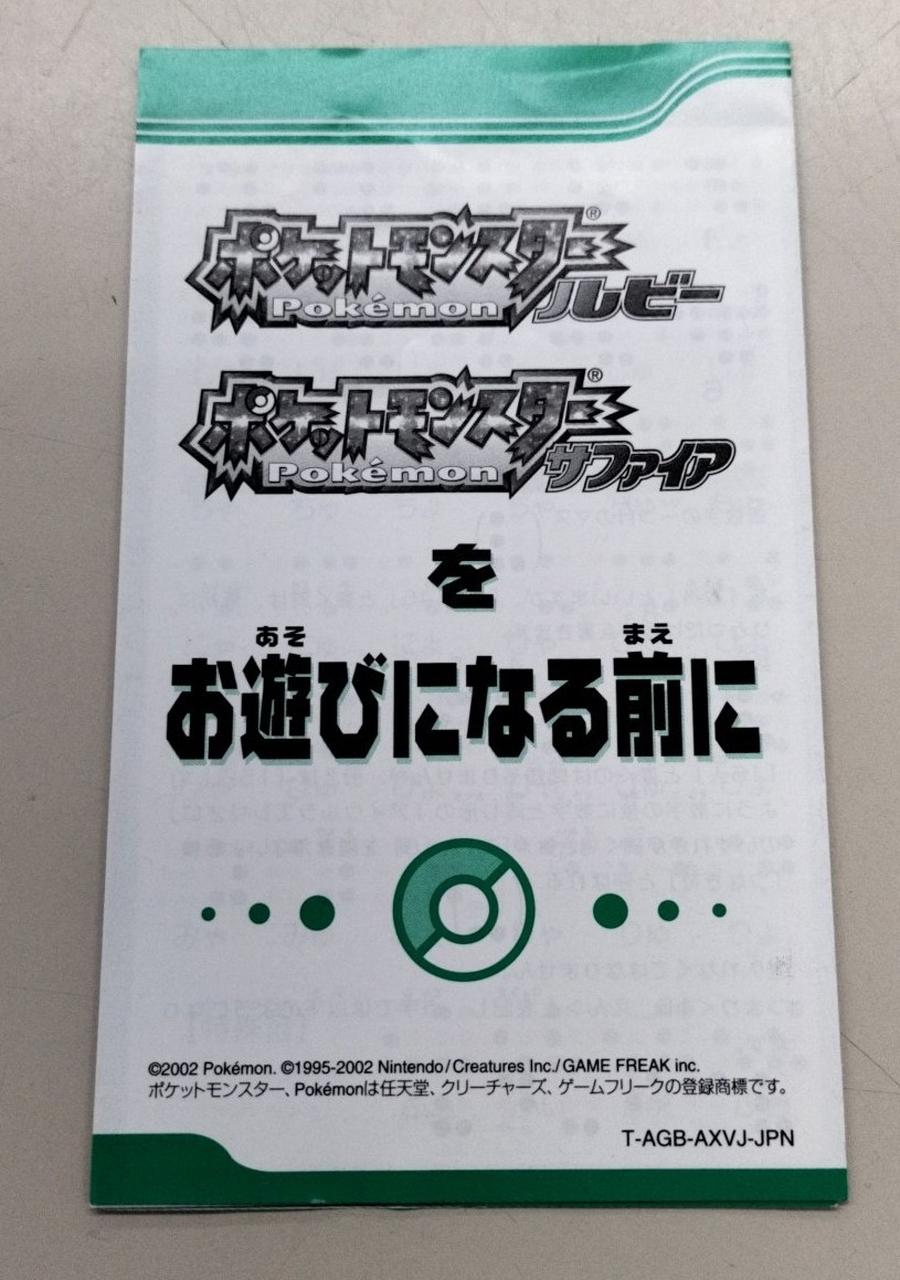 ポケットモンスター®
Pokémon ルビー
ポケットモンスター®
Pokémon サファイア
を
あそ まえ
お遊びになる前に
©2002 Pokémon. ©1995-2002 Nintendo/Creatures Inc./GAME FREAK inc.
ポケットモンスター、Pokémonは任天堂、クリーチャーズ、ゲームフリークの登録商標です。
T-AGB-AXVJ-JPN